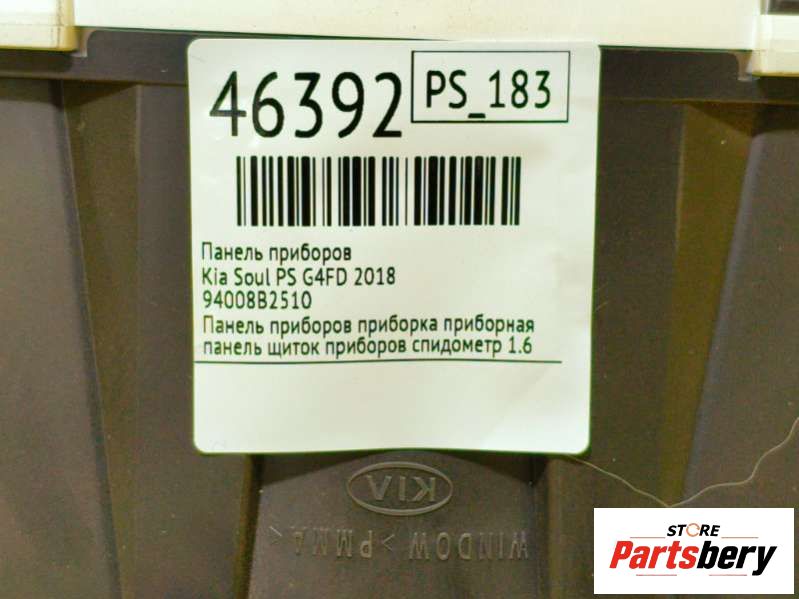 46392
PS_183
Панель приборов
Kia Soul PS G4FD 2018
94008B2510
Панель приборов приборка приборная
панель щиток приборов спидометр 1.6
KIA
WINDOW >PMMA<
STORE
Partsbery